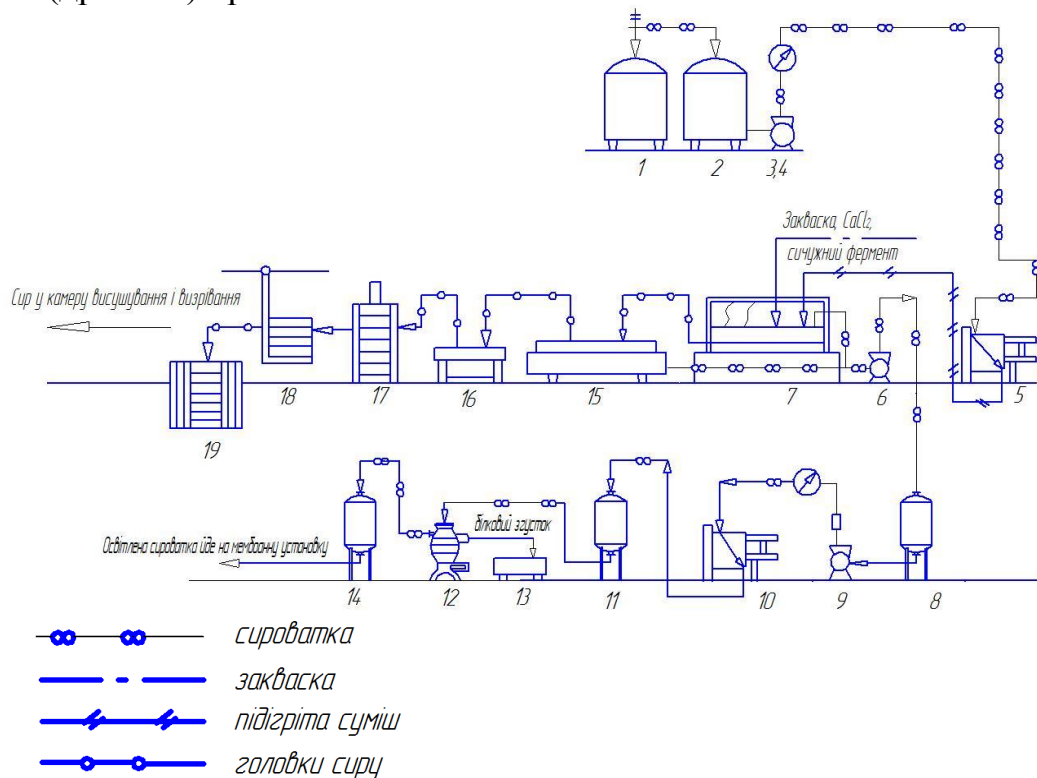 1
2
3,4
Закваска, CaCl₂,
сичужний фермент
Сир у камеру висушування і визрівання
19
18
17
16
15
7
6
5
білковий згусток
Освітлена сироватка йде на мембранну установку
14
12
13
11
10
9
8
сироватка
закваска
підігріта суміш
головки сиру